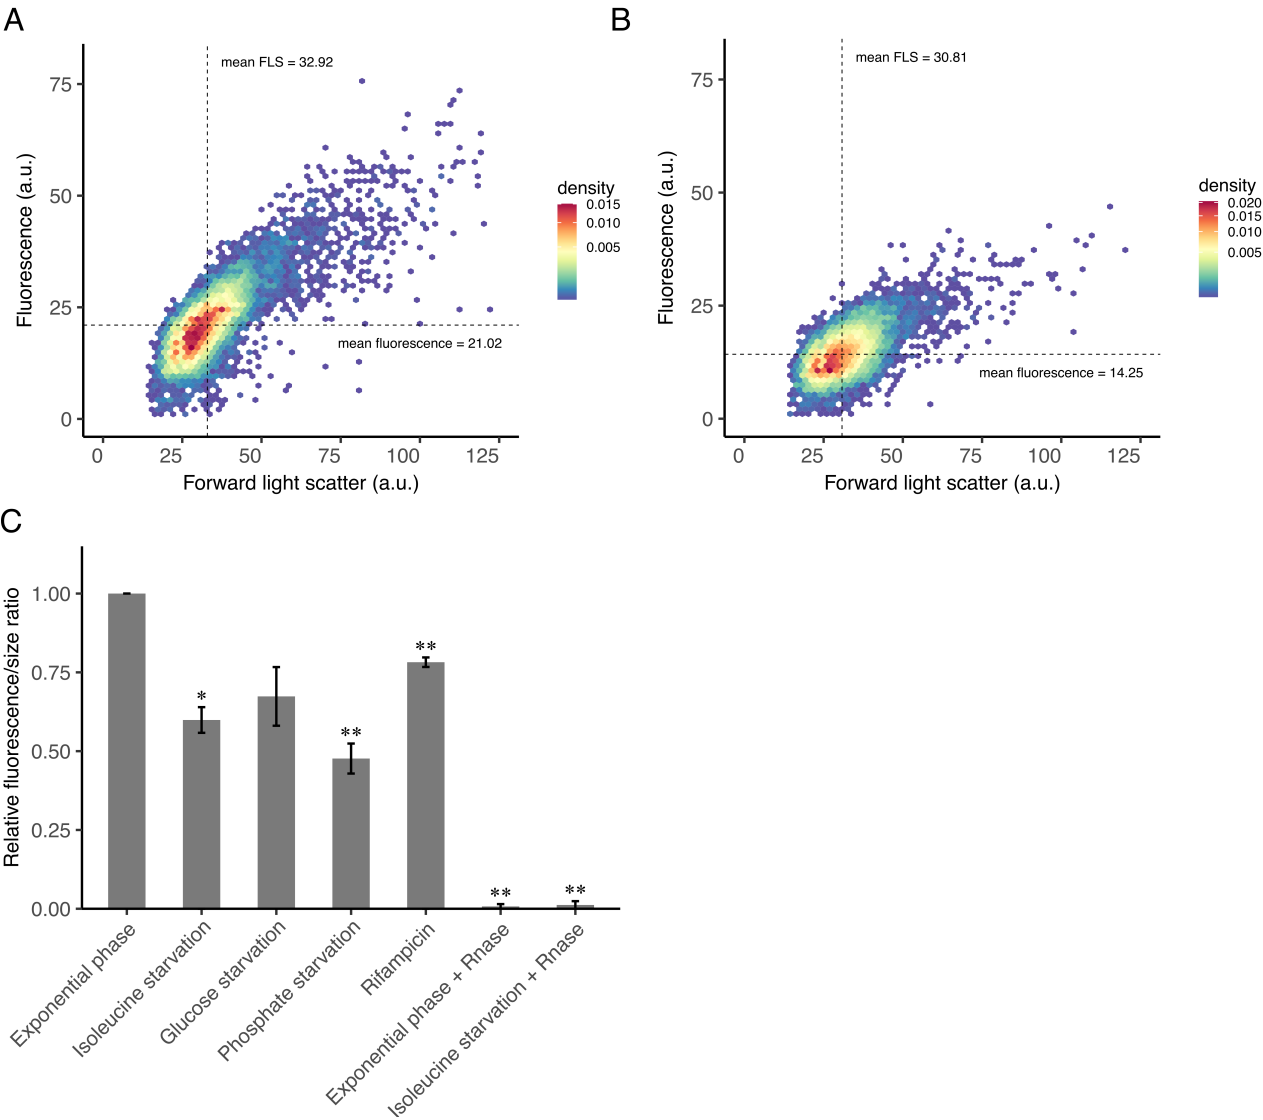 A
mean FLS = 32.92
75
50
25
0
Fluorescence (a.u.)
mean fluorescence = 21.02
density
0.015
0.010
0.005
0
25
50
75
100
125
Forward light scatter (a.u.)
B
mean FLS = 30.81
75
50
25
0
Fluorescence (a.u.)
mean fluorescence = 14.25
density
0.020
0.015
0.010
0.005
0
25
50
75
100
125
Forward light scatter (a.u.)
C
Relative fluorescence/size ratio
1.00
0.75
0.50
0.25
0.00
*
**
**
**
**
Exponential phase
Isoleucine starvation
Glucose starvation
Phosphate starvation
Rifampicin
Exponential phase + Rnase
Isoleucine starvation + Rnase